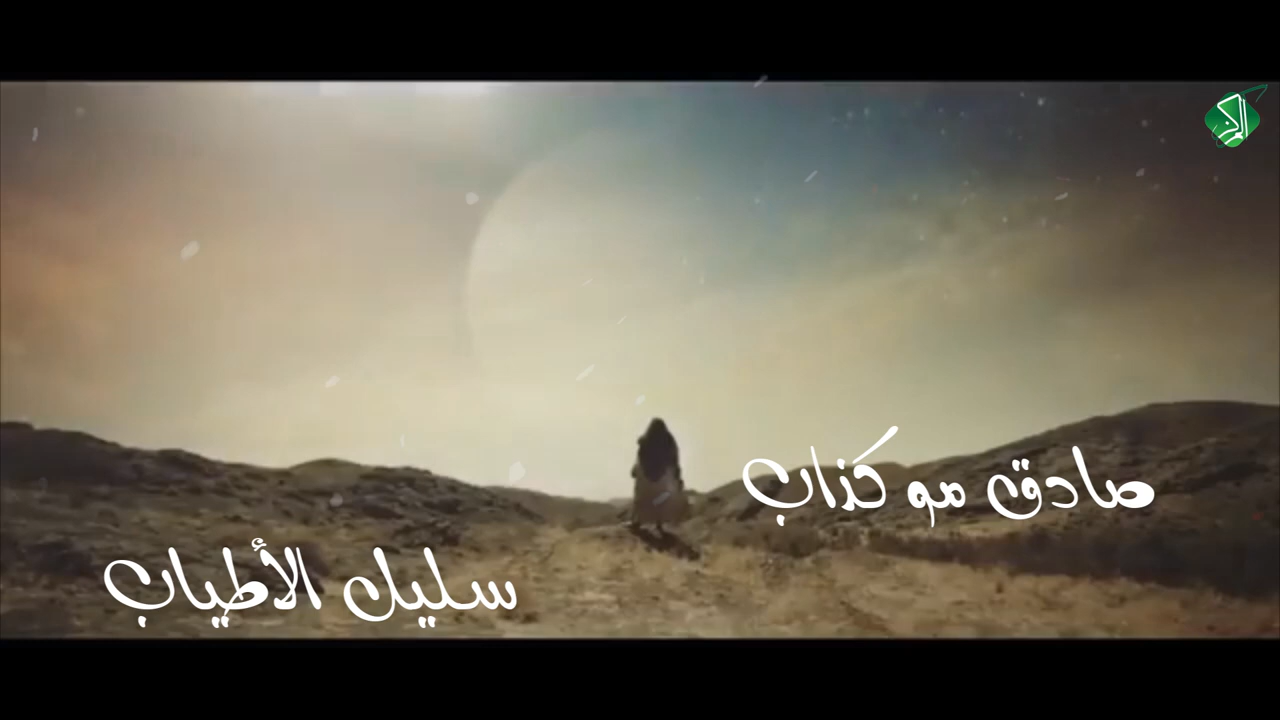 صادق مو كذاب
سليل الأطياب